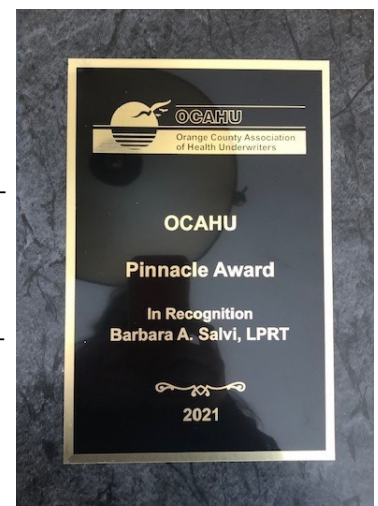 OCAHU
Orange County Association
of Health Underwriters
OCAHU
Pinnacle Award
In Recognition
Barbara A. Salvi, LPRT
2021